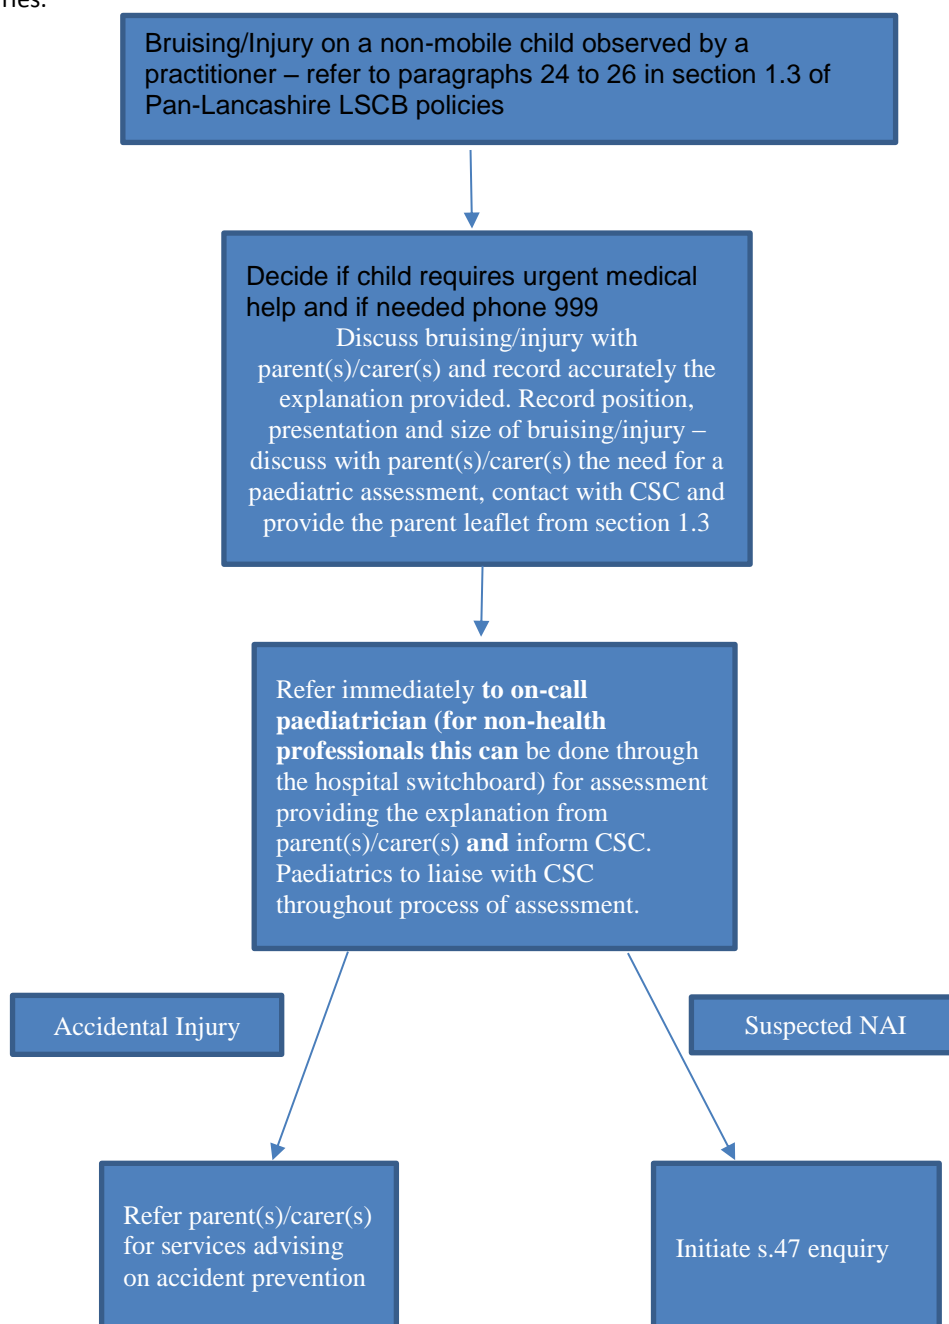 ries.
Bruising/Injury on a non-mobile child observed by a
practitioner – refer to paragraphs 24 to 26 in section 1.3 of
Pan-Lancashire LSCB policies
Decide if child requires urgent medical
help and if needed phone 999
Discuss bruising/injury with
parent(s)/carer(s) and record accurately the
explanation provided. Record position,
presentation and size of bruising/injury –
discuss with parent(s)/carer(s) the need for a
paediatric assessment, contact with CSC and
provide the parent leaflet from section 1.3
Refer immediately to on-call
paediatrician (for non-health
professionals this can be done through
the hospital switchboard) for assessment
providing the explanation from
parent(s)/carer(s) and inform CSC.
Paediatrics to liaise with CSC
throughout process of assessment.
Accidental Injury
Suspected NAI
Refer parent(s)/carer(s)
for services advising
on accident prevention
Initiate s.47 enquiry